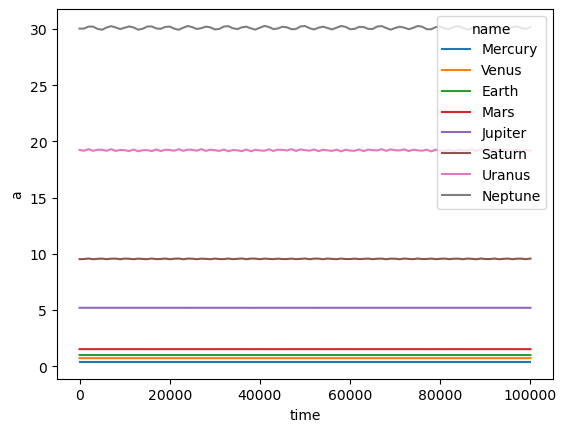 name
Mercury
Venus
Earth
Mars
Jupiter
Saturn
Uranus
Neptune
30
25
20
15
10
5
0
a
0 20000 40000 60000 80000 100000
time